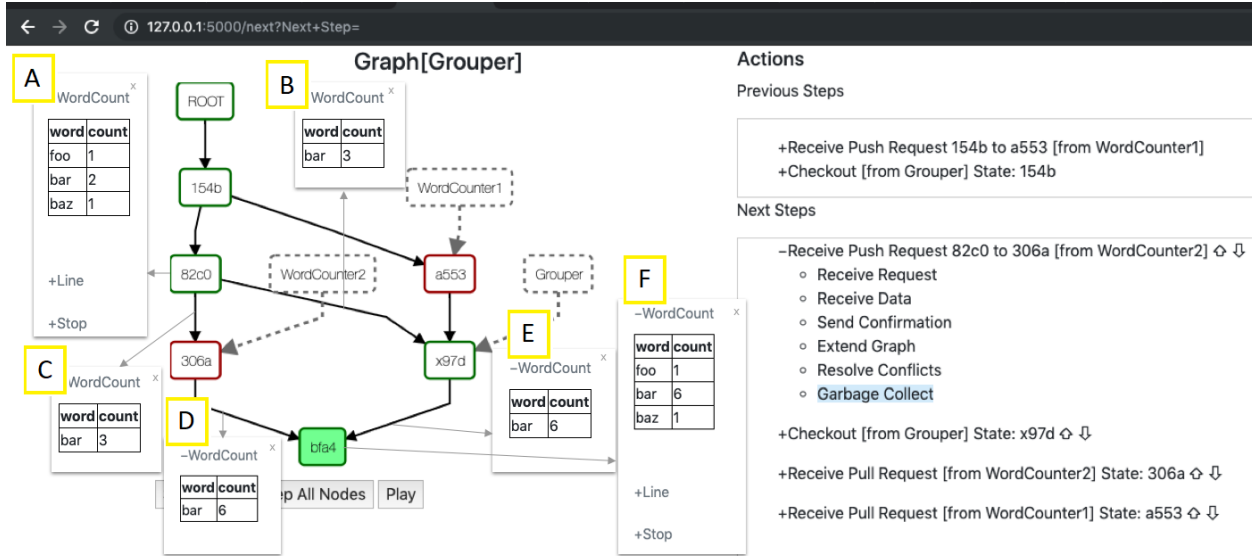 127.0.0.1:5000/next?Next+Step=
Graph[Grouper]
A
x
WordCount
word count
foo 1
bar 2
baz 1
+Line
+Stop
ROOT
B
x
WordCount
word count
bar 3
154b
WordCounter1
82c0
WordCounter2
a553
Grouper
306a
x97d
bfa4
C
x
WordCount
word count
bar 3
D
x
−WordCount
word count
bar 6
E
x
−WordCount
word count
bar 6
F
x
−WordCount
word count
foo 1
bar 6
baz 1
+Line
+Stop
All Nodes
Play
Actions
Previous Steps
+Receive Push Request 154b to a553 [from WordCounter1]
+Checkout [from Grouper] State: 154b
Next Steps
−Receive Push Request 82c0 to 306a [from WordCounter2] ⇧ ⇩
Receive Request
Receive Data
Send Confirmation
Extend Graph
Resolve Conflicts
Garbage Collect
+Checkout [from Grouper] State: x97d ⇧ ⇩
+Receive Pull Request [from WordCounter2] State: 306a ⇧ ⇩
+Receive Pull Request [from WordCounter1] State: a553 ⇧ ⇩